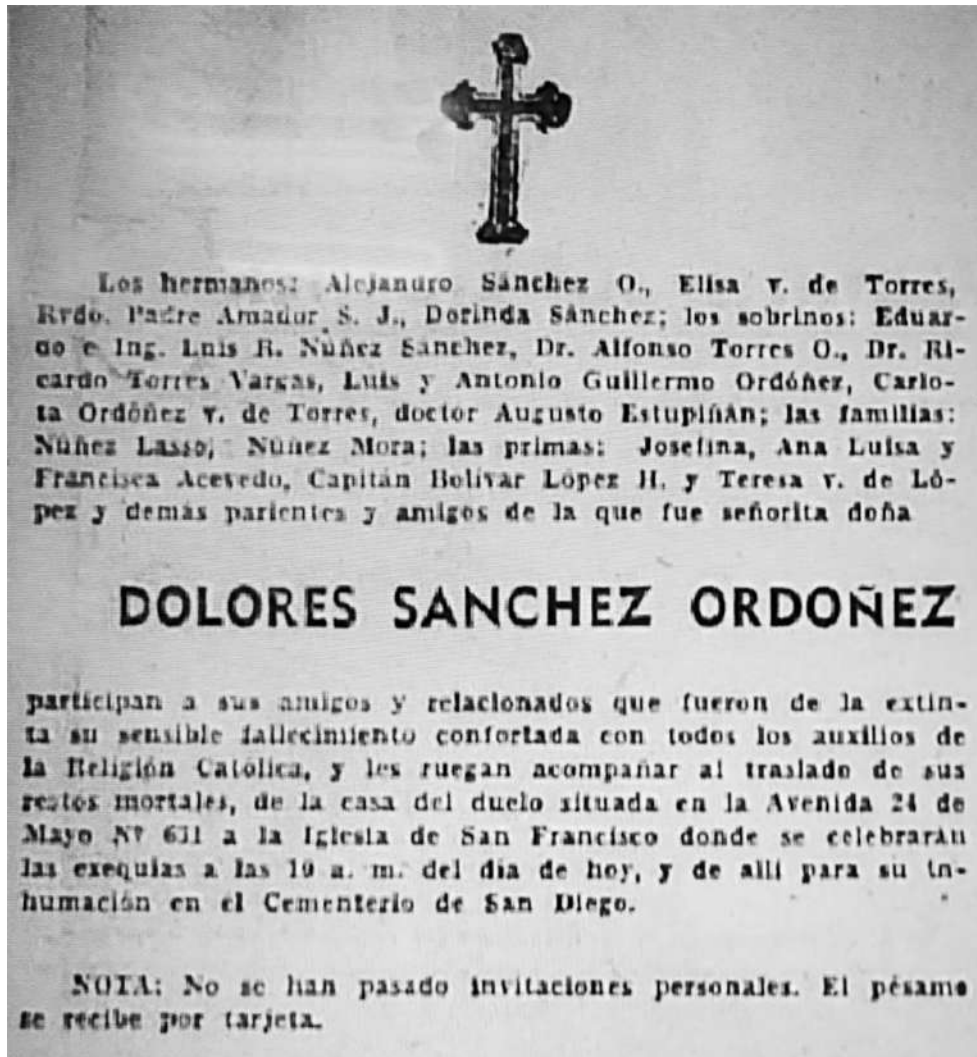 Los hermanos: Alejandro Sánchez O., Elisa v. de Torres,
Rvdo. Padre Amadur S. J., Dorinda Sánchez; los sobrinos: Eduar-
do e Ing. Luis R. Núñez Sánchez, Dr. Alfonso Torres O., Dr. Ri-
cardo Torres Vargas, Luis y Antonio Guillermo Ordóñez, Carlo-
ta Ordóñez v. de Torres, doctor Augusto Estupiñán; las familias:
Núñez Lasso, Núñez Mora; las primas: Josefina, Ana Luisa y
Francisca Acevedo, Capitán Bolívar López H. y Teresa v. de Ló-
pez y demás parientes y amigos de la que fue señorita doña
DOLORES SANCHEZ ORDOÑEZ
participan a sus amigos y relacionados que fueron de la extin-
ta su sensible fallecimiento confortada con todos los auxilios de
la Religión Católica, y les ruegan acompañar al traslado de sus
restos mortales, de la casa del duelo situada en la Avenida 24 de
Mayo Nº 611 a la Iglesia de San Francisco donde se celebrarán
las exequias a las 10 a. m. del día de hoy, y de allí para su in-
humación en el Cementerio de San Diego.
NOTA: No se han pasado invitaciones personales. El pésame
se recibe por tarjeta.